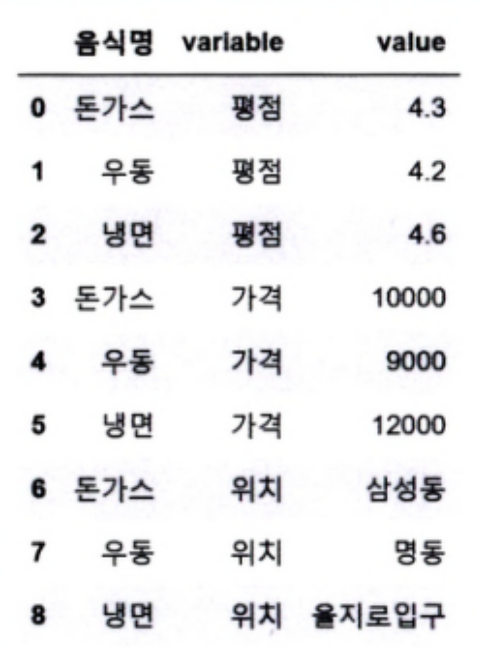 음식명 variable value
0 돈가스 평점 4.3
1 우동 평점 4.2
2 냉면 평점 4.6
3 돈가스 가격 10000
4 우동 가격 9000
5 냉면 가격 12000
6 돈가스 위치 삼성동
7 우동 위치 명동
8 냉면 위치 을지로입구